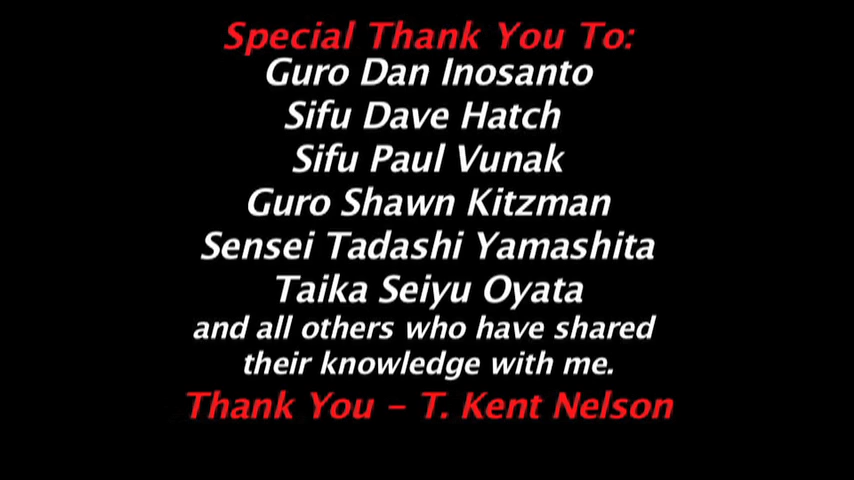 Special Thank You To:
Guro Dan Inosanto
Sifu Dave Hatch
Sifu Paul Vunak
Guro Shawn Kitzman
Sensei Tadashi Yamashita
Taika Seiyu Oyata
and all others who have shared
their knowledge with me.
Thank You - T. Kent Nelson